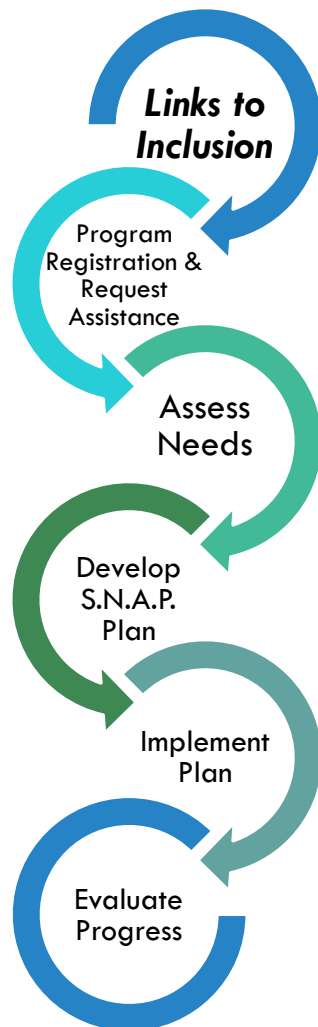 Links to
Inclusion
Program
Registration &
Request
Assistance
Assess
Needs
Develop
S.N.A.P.
Plan
Implement
Plan
Evaluate
Progress